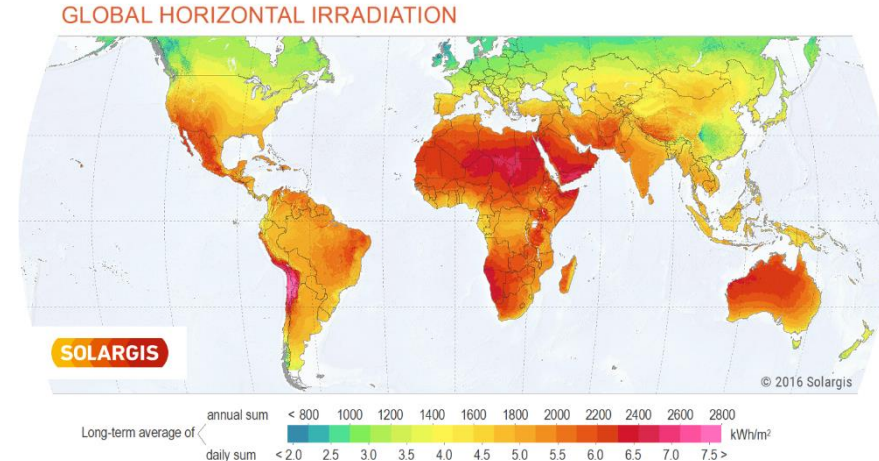 GLOBAL HORIZONTAL IRRADIATION
SOLARGIS
© 2016 Solargis
Long-term average of
annual sum < 800 1000 1200 1400 1600 1800 2000 2200 2400 2600 2800
kWh/m²
daily sum < 2.0 2.5 3.0 3.5 4.0 4.5 5.0 5.5 6.0 6.5 7.0 7.5 >